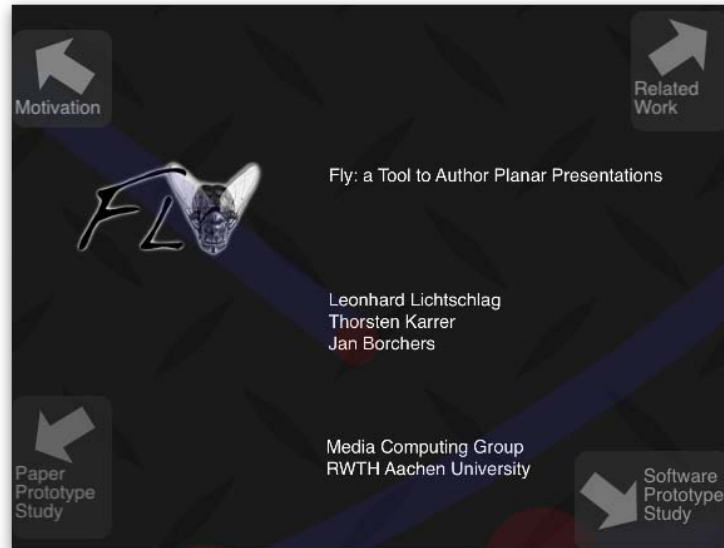 Motivation
Related
Work
FLY
Fly: a Tool to Author Planar Presentations
Leonhard Lichtschlag
Thorsten Karrer
Jan Borchers
Media Computing Group
RWTH Aachen University
Paper
Prototype
Study
Software
Prototype
Study